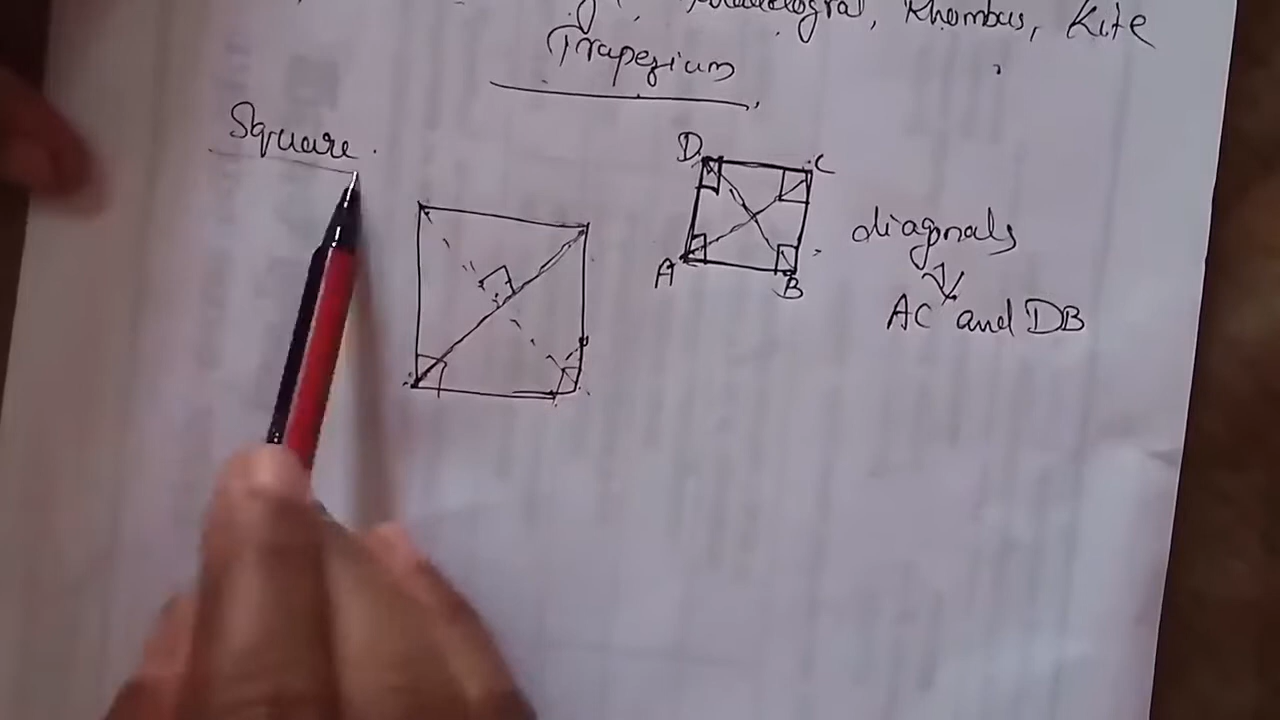 Rhombus, Kite
Trapezium
Square.
D C
A B
diagonals
AC and DB